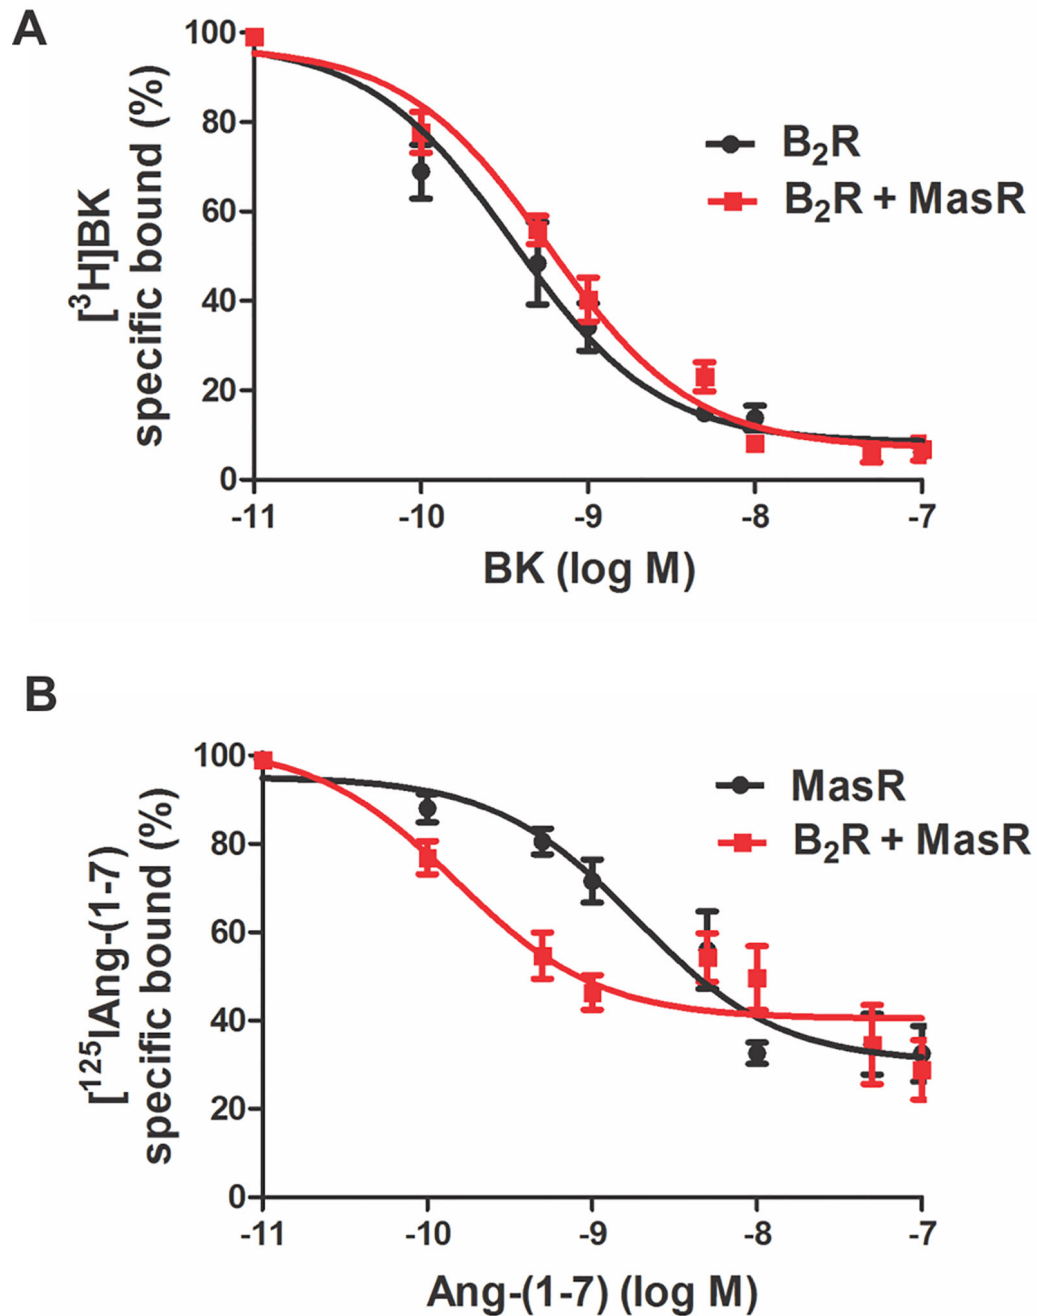 A
[³H]BK
specific bound (%)
100
80
60
40
20
0
B₂R
B₂R + MasR
-11 -10 -9 -8 -7
BK (log M)
B
[¹²⁵IAng-(1-7)
specific bound (%)
100
80
60
40
20
0
MasR
B₂R + MasR
-11 -10 -9 -8 -7
Ang-(1-7) (log M)